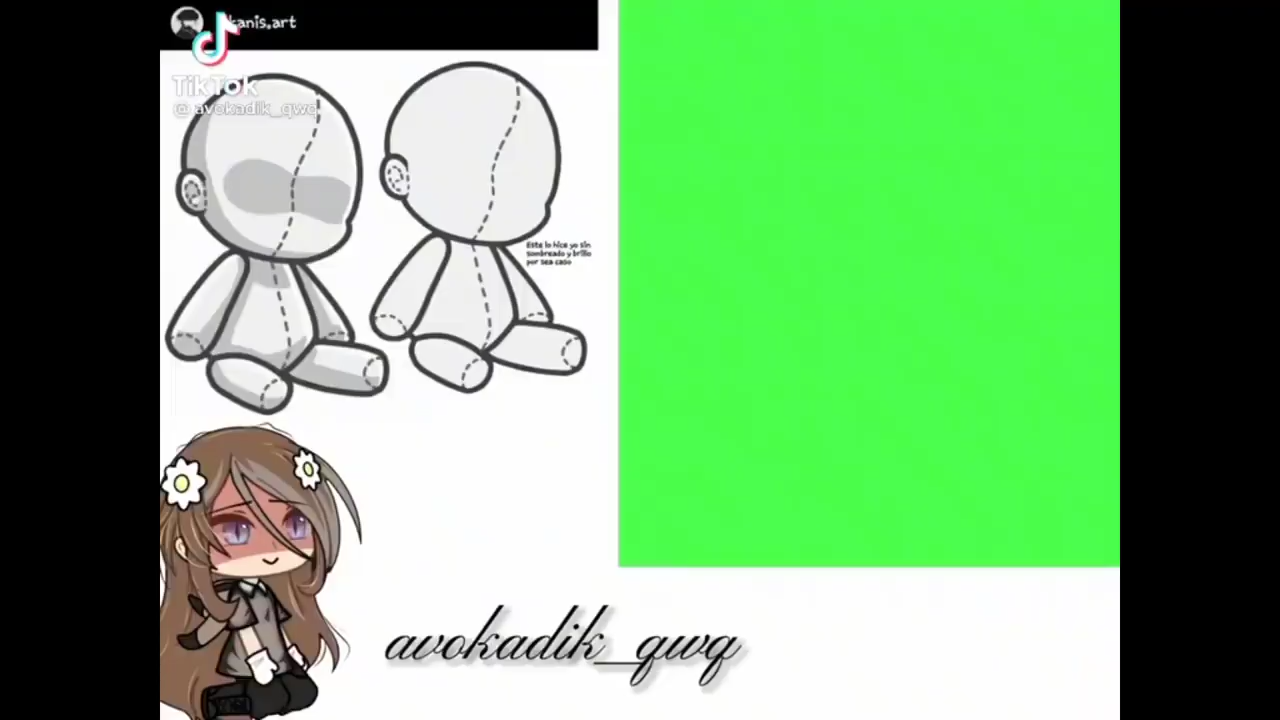 kanis.art
TikTok
@ avokadik_qwq
Este lo hice yo sin
sombreado y brillo
por sea caso
avokadik_qwq